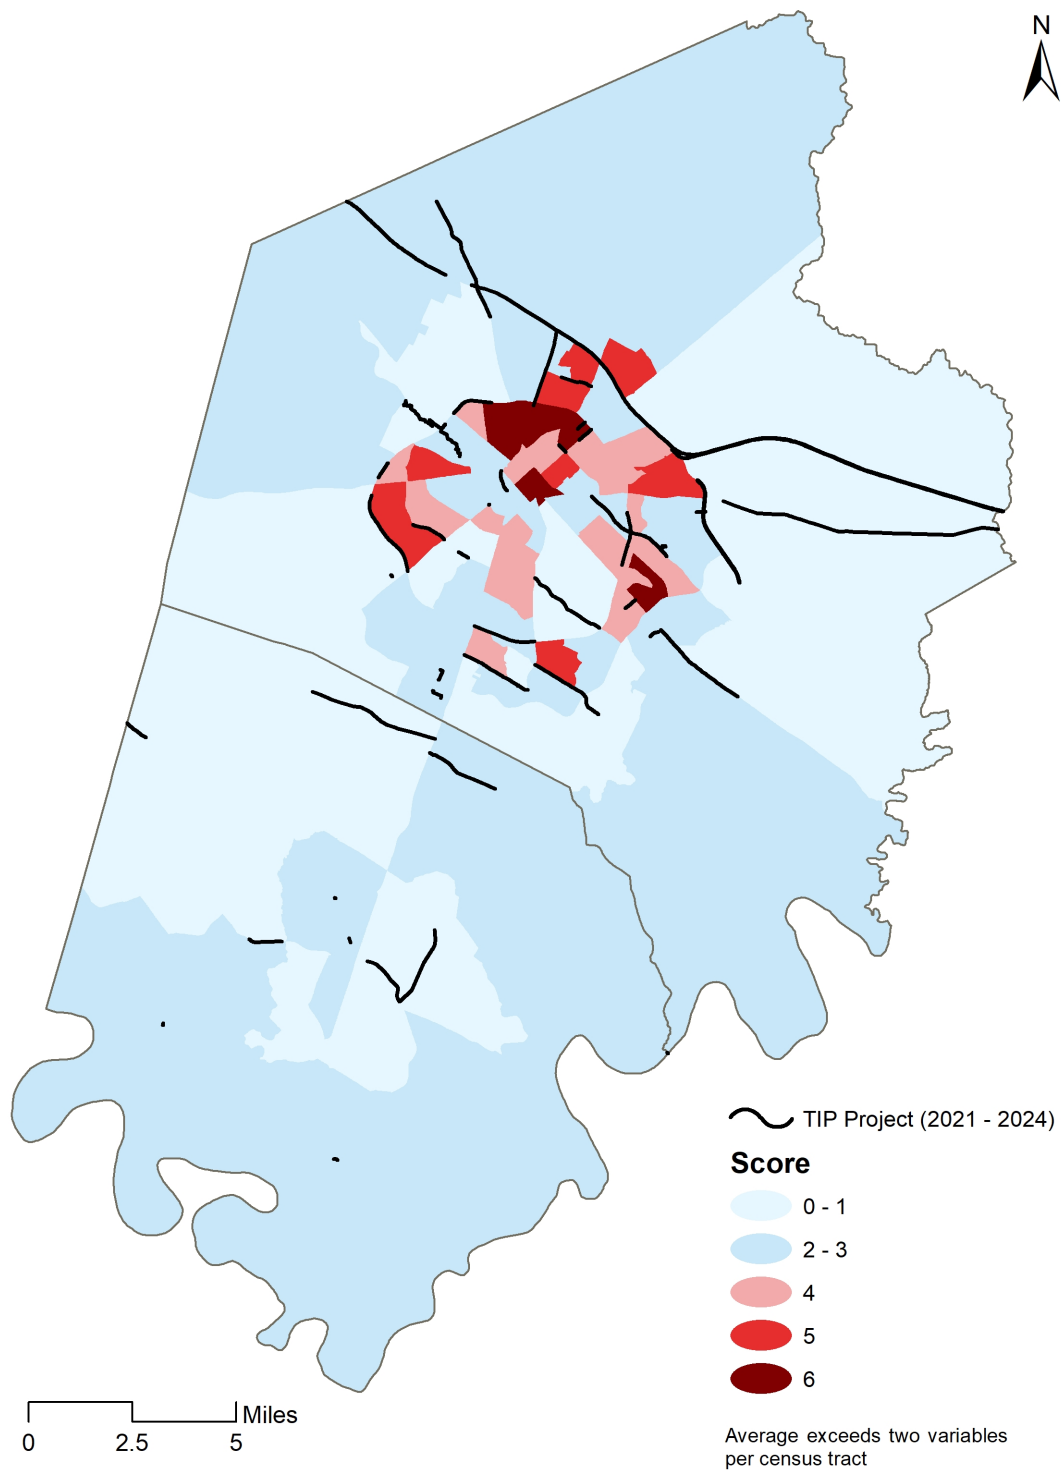 N
TIP Project (2021 - 2024)
Score
0 - 1
2 - 3
4
5
6
Miles
0 2.5 5
Average exceeds two variables
per census tract